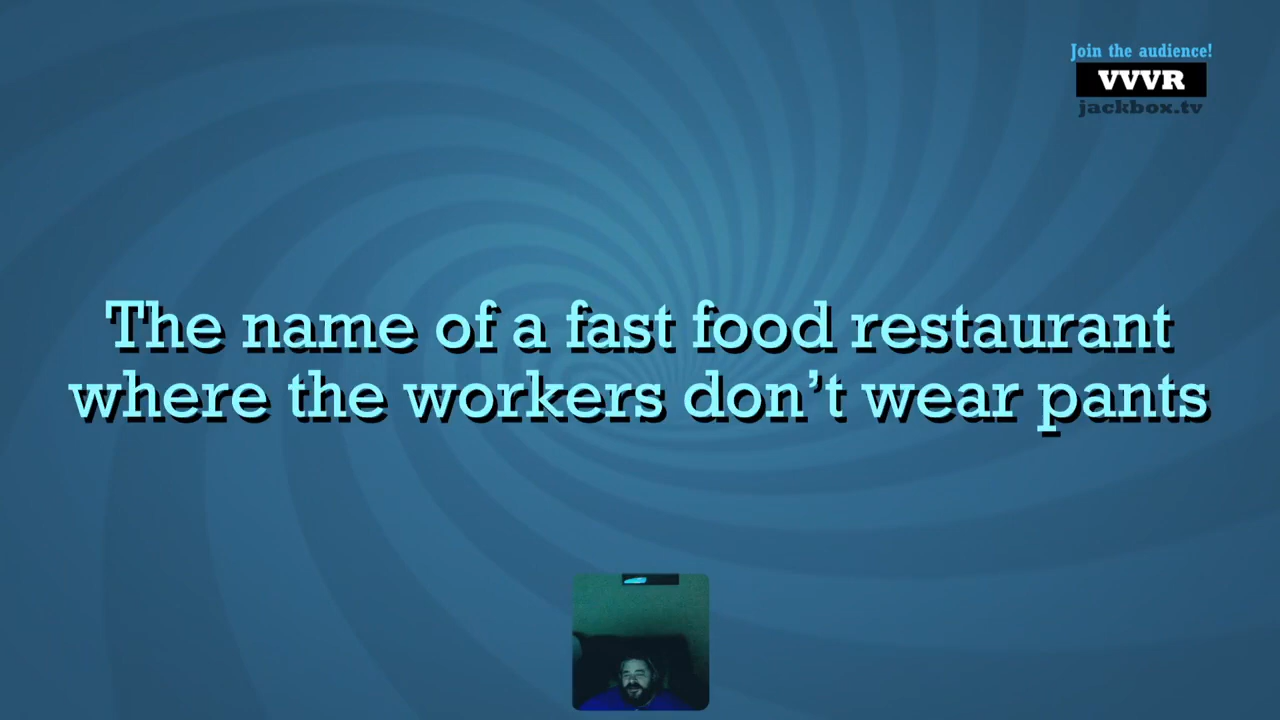 Join the audience!
VVVR
jackbox.tv
The name of a fast food restaurant
where the workers don't wear pants